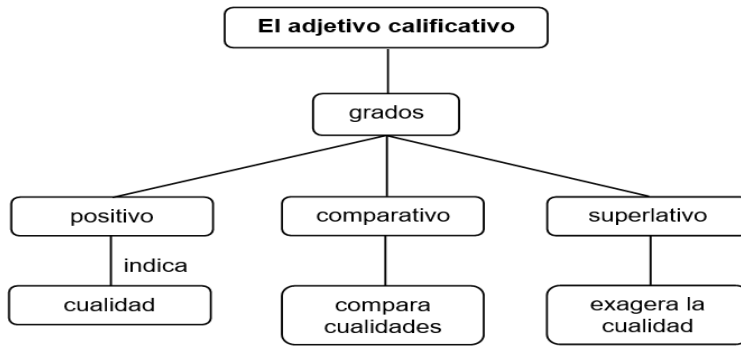 El adjetivo calificativo
grados
positivo
comparativo
superlativo
indica
cualidad
compara
cualidades
exagera la
cualidad